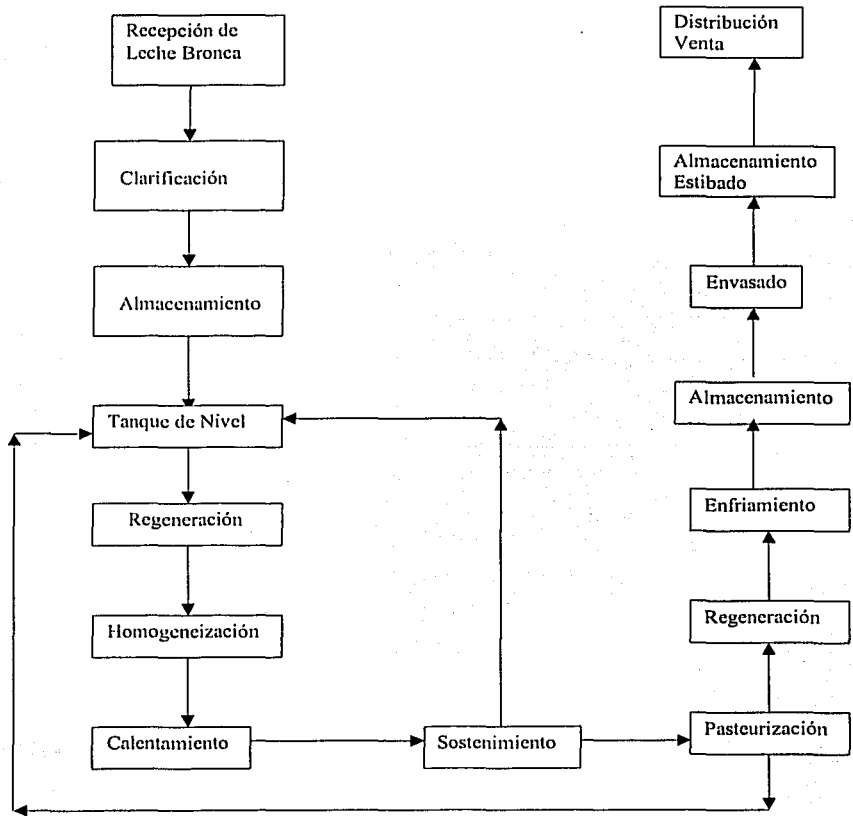 Recepción de
Leche Bronca
Clarificación
Almacenamiento
Tanque de Nivel
Regeneración
Homogeneización
Calentamiento
Sostenimiento
Pasteurización
Regeneración
Enfriamiento
Almacenamiento
Envasado
Almacenamiento
Estibado
Distribución
Venta